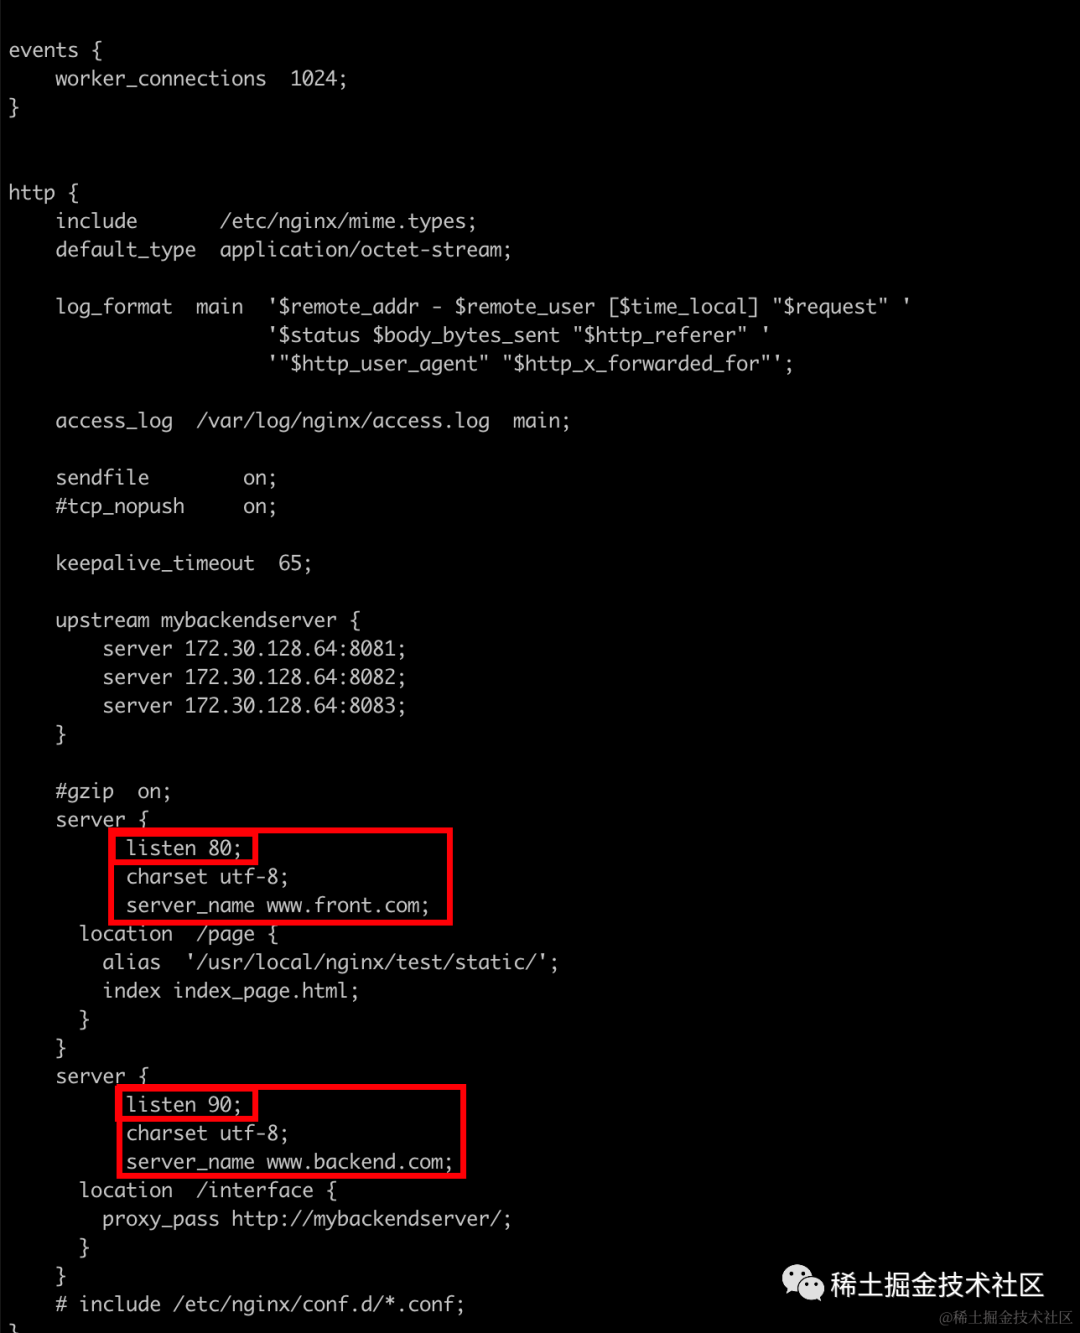 events {
    worker_connections  1024;
}
http {
    include       /etc/nginx/mime.types;
    default_type  application/octet-stream;
    log_format  main  '$remote_addr - $remote_user [$time_local] "$request" '
                      '$status $body_bytes_sent "$http_referer" '
                      '"$http_user_agent" "$http_x_forwarded_for"';
    access_log  /var/log/nginx/access.log  main;
    sendfile        on;
    #tcp_nopush     on;
    keepalive_timeout  65;
    upstream mybackendserver {
        server 172.30.128.64:8081;
        server 172.30.128.64:8082;
        server 172.30.128.64:8083;
    }
    #gzip  on;
    server {
          listen 80;
          charset utf-8;
          server_name www.front.com;
      location  /page {
        alias  '/usr/local/nginx/test/static/';
        index index_page.html;
      }
    }
    server {
          listen 90;
          charset utf-8;
          server_name www.backend.com;
      location  /interface {
        proxy_pass http://mybackendserver/;
      }
    }
    # include /etc/nginx/conf.d/*.conf;
}
稀土掘金技术社区
@稀土掘金技术社区